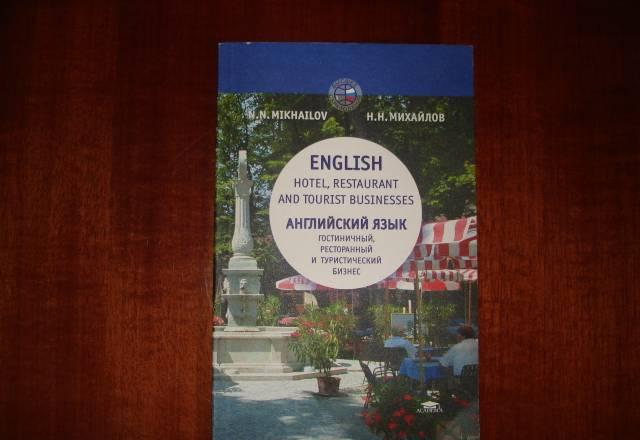 N.N. MIKHAILOV
Н.Н. МИХАЙЛОВ
ENGLISH
HOTEL, RESTAURANT
AND TOURIST BUSINESSES
АНГЛИЙСКИЙ ЯЗЫК
ГОСТИНИЧНЫЙ,
РЕСТОРАННЫЙ
И ТУРИСТИЧЕСКИЙ
БИЗНЕС
ACADEMA